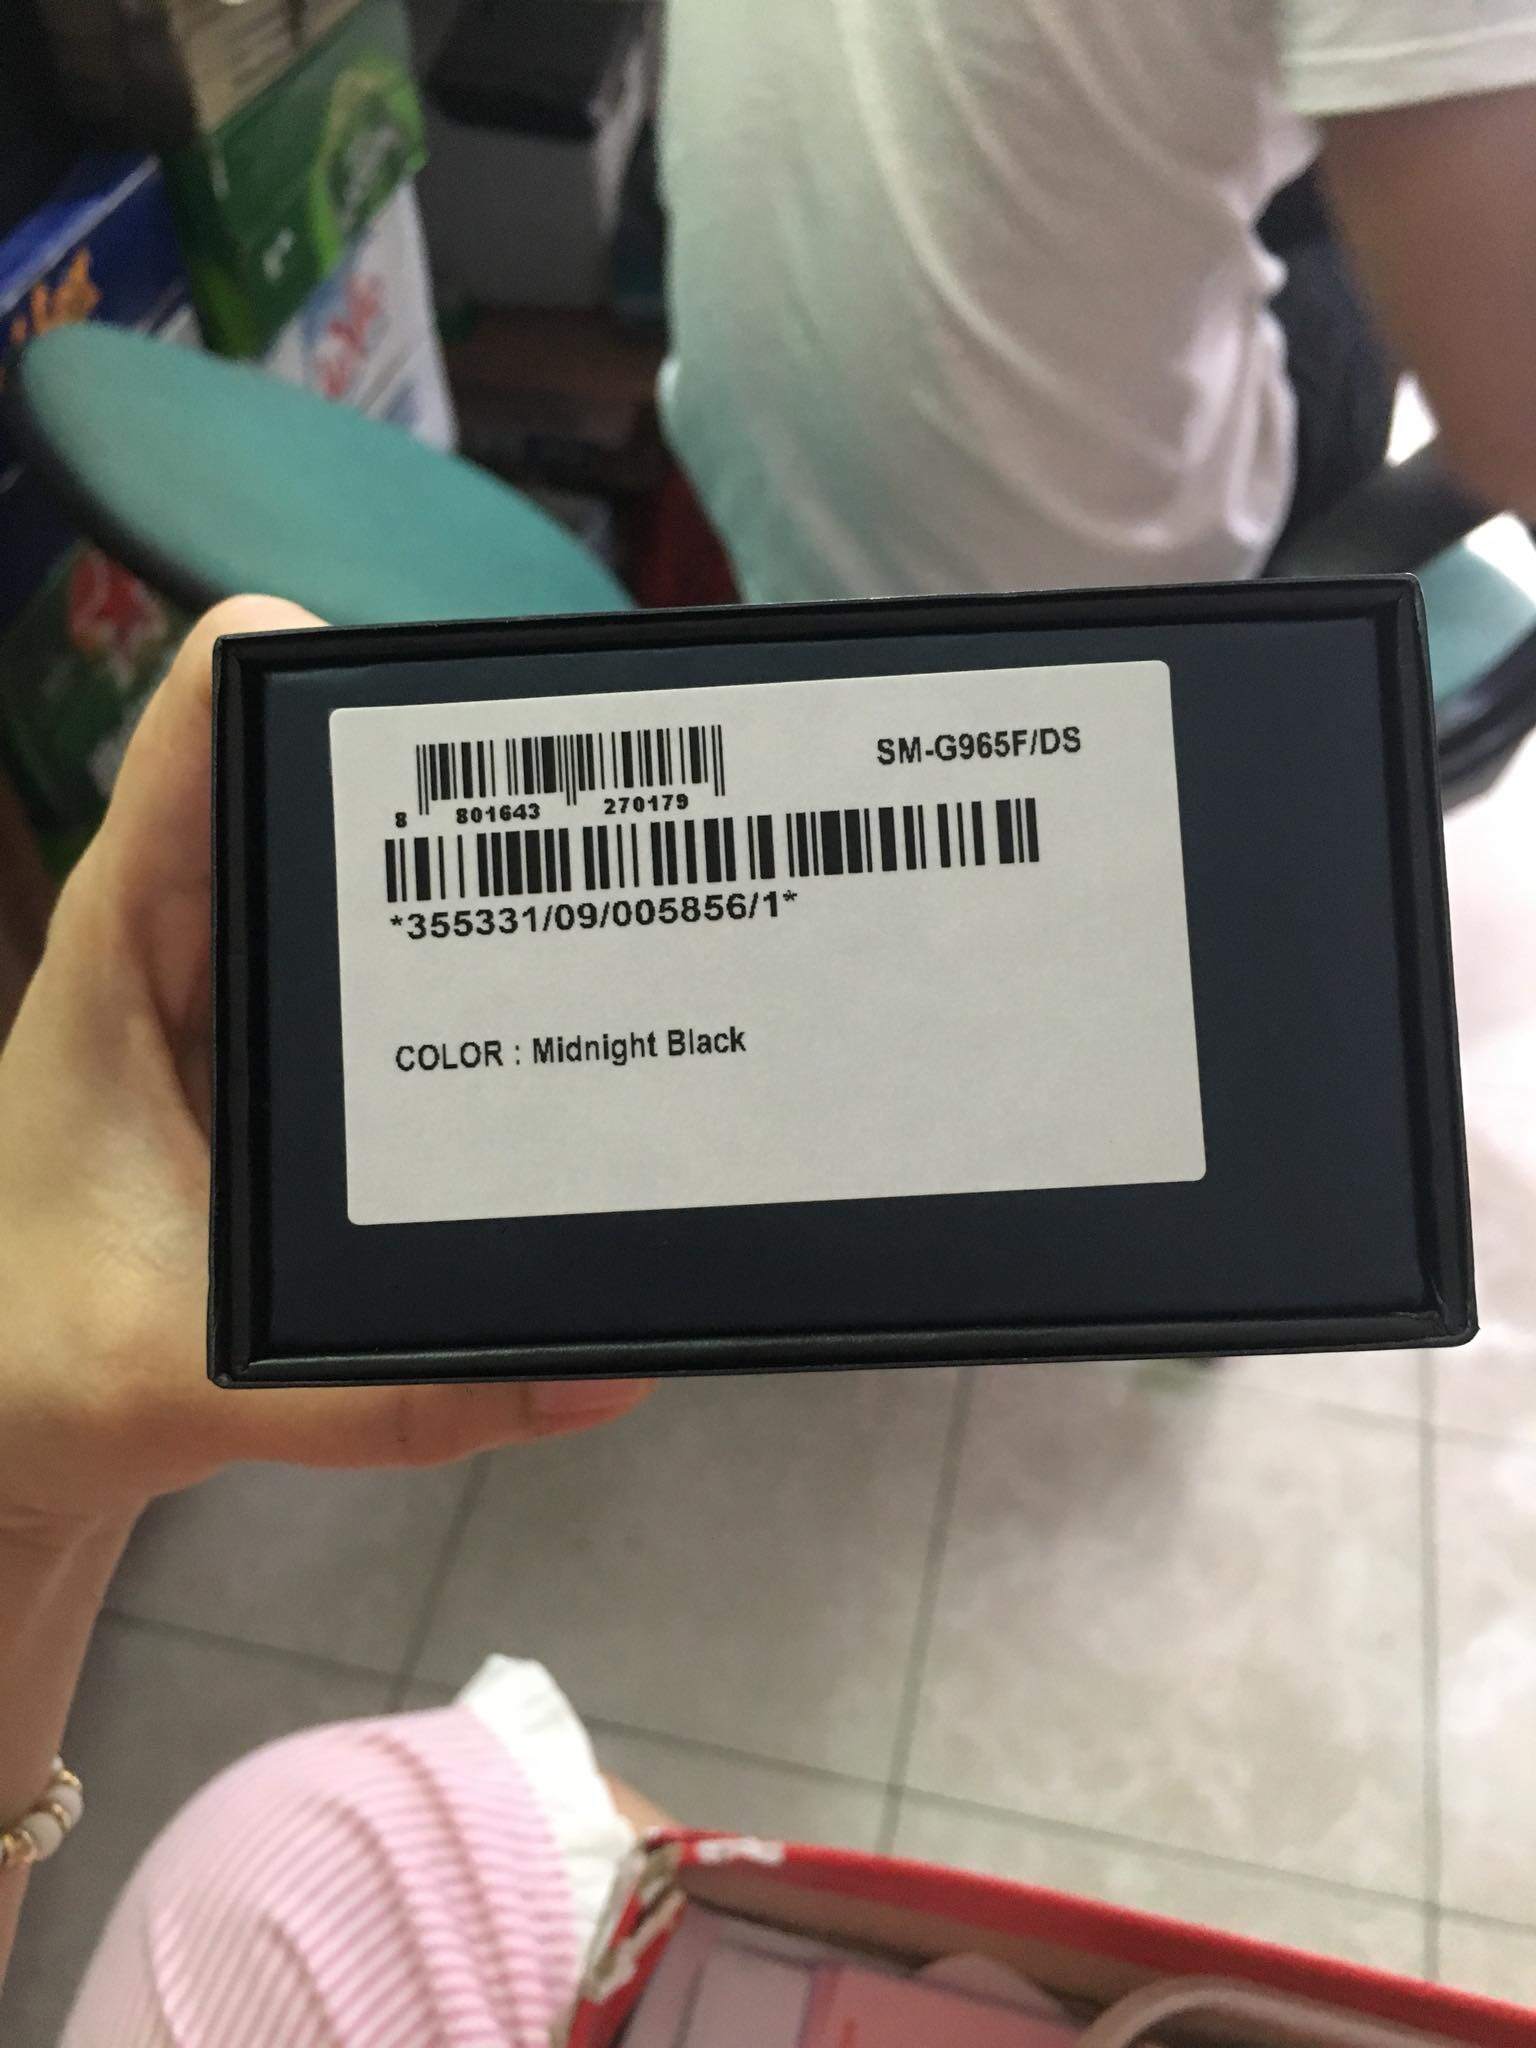 SM-G965F/DS
8 801643 270179
*355331/09/005856/1*
COLOR : Midnight Black